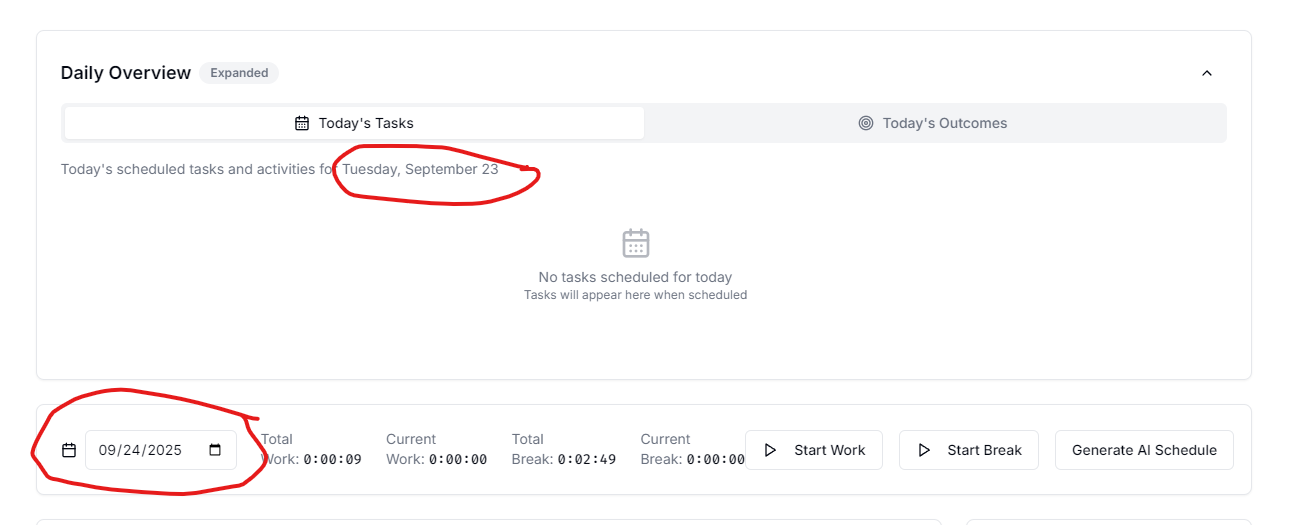 Daily Overview Expanded
Today's Tasks Today's Outcomes
Today's scheduled tasks and activities for Tuesday, September 23
No tasks scheduled for today
Tasks will appear here when scheduled
09/24/2025
Total
Work: 0:00:09
Current
Work: 0:00:00
Total
Break: 0:02:49
Current
Break: 0:00:00
Start Work
Start Break
Generate AI Schedule